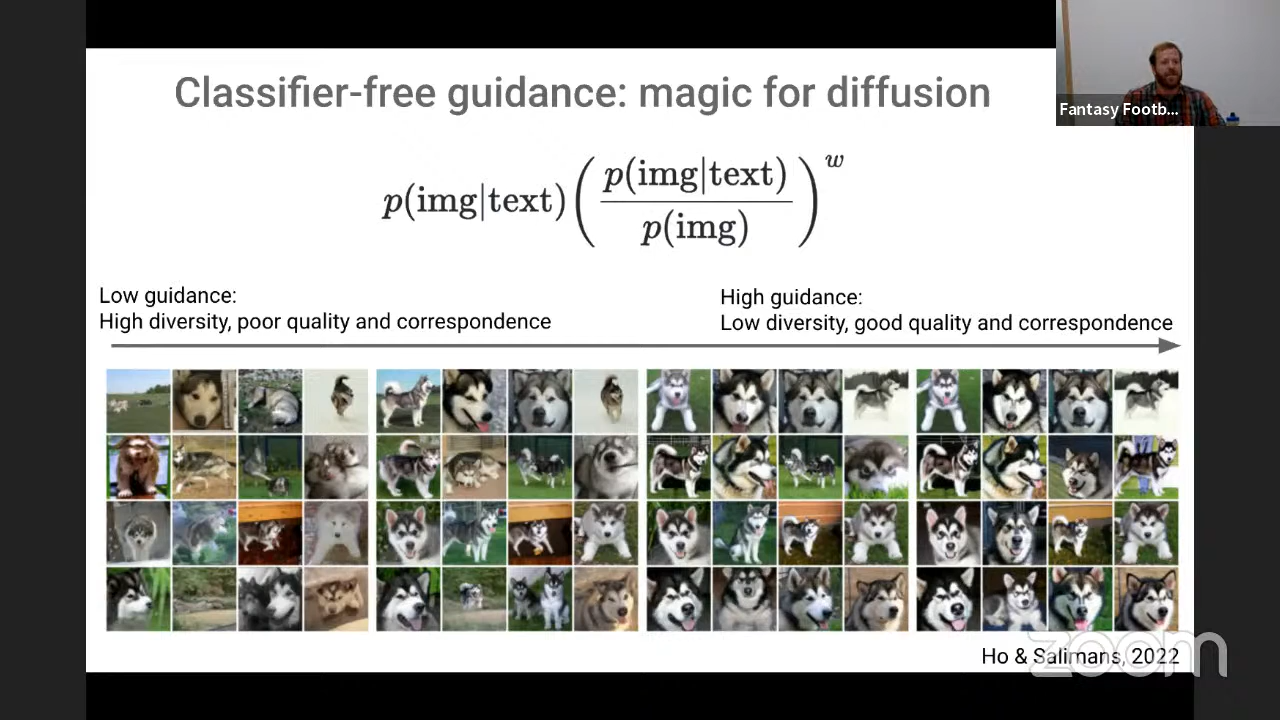 Classifier-free guidance: magic for diffusion
Fantasy Footb...
p(img|text) ( p(img|text) / p(img) )^w
Low guidance:
High diversity, poor quality and correspondence
High guidance:
Low diversity, good quality and correspondence
Ho & Salimans, 2022
zoom